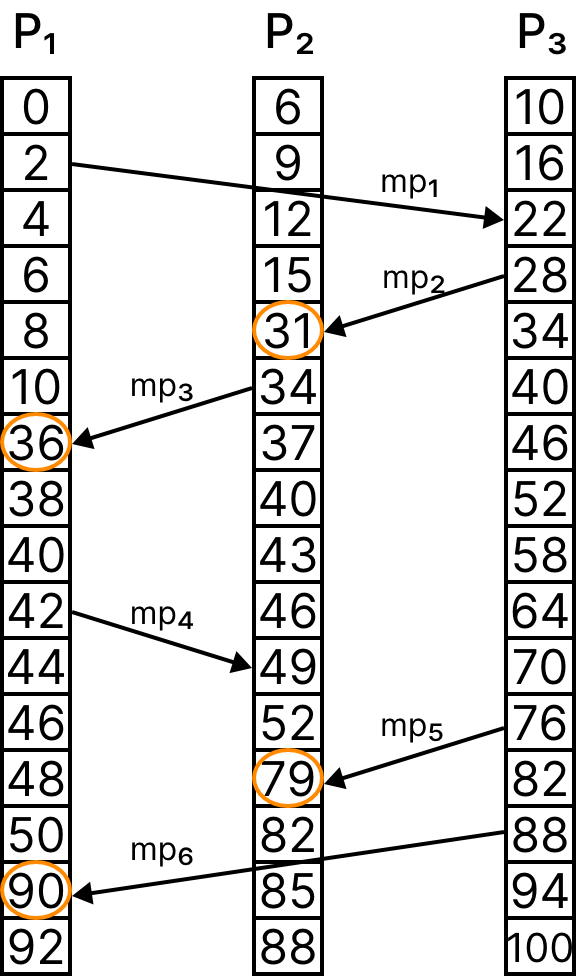 P₁ P₂ P₃
0 6 10
2 9 16
mp₁
4 12 22
6 15 28
mp₂
8 31 34
10 34 40
mp₃
36 37 46
38 40 52
40 43 58
42 46 64
mp₄
44 49 70
46 52 76
mp₅
48 79 82
50 82 88
mp₆
90 85 94
92 88 100